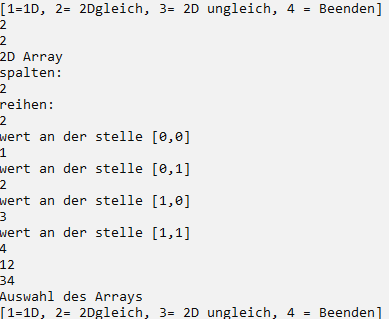 [1=1D, 2= 2Dgleich, 3= 2D ungleich, 4 = Beenden]
2
2
2D Array
spalten:
2
reihen:
2
wert an der stelle [0,0]
1
wert an der stelle [0,1]
2
wert an der stelle [1,0]
3
wert an der stelle [1,1]
4
12
34
Auswahl des Arrays
[1=1D, 2= 2Dgleich, 3= 2D ungleich, 4 = Beenden]